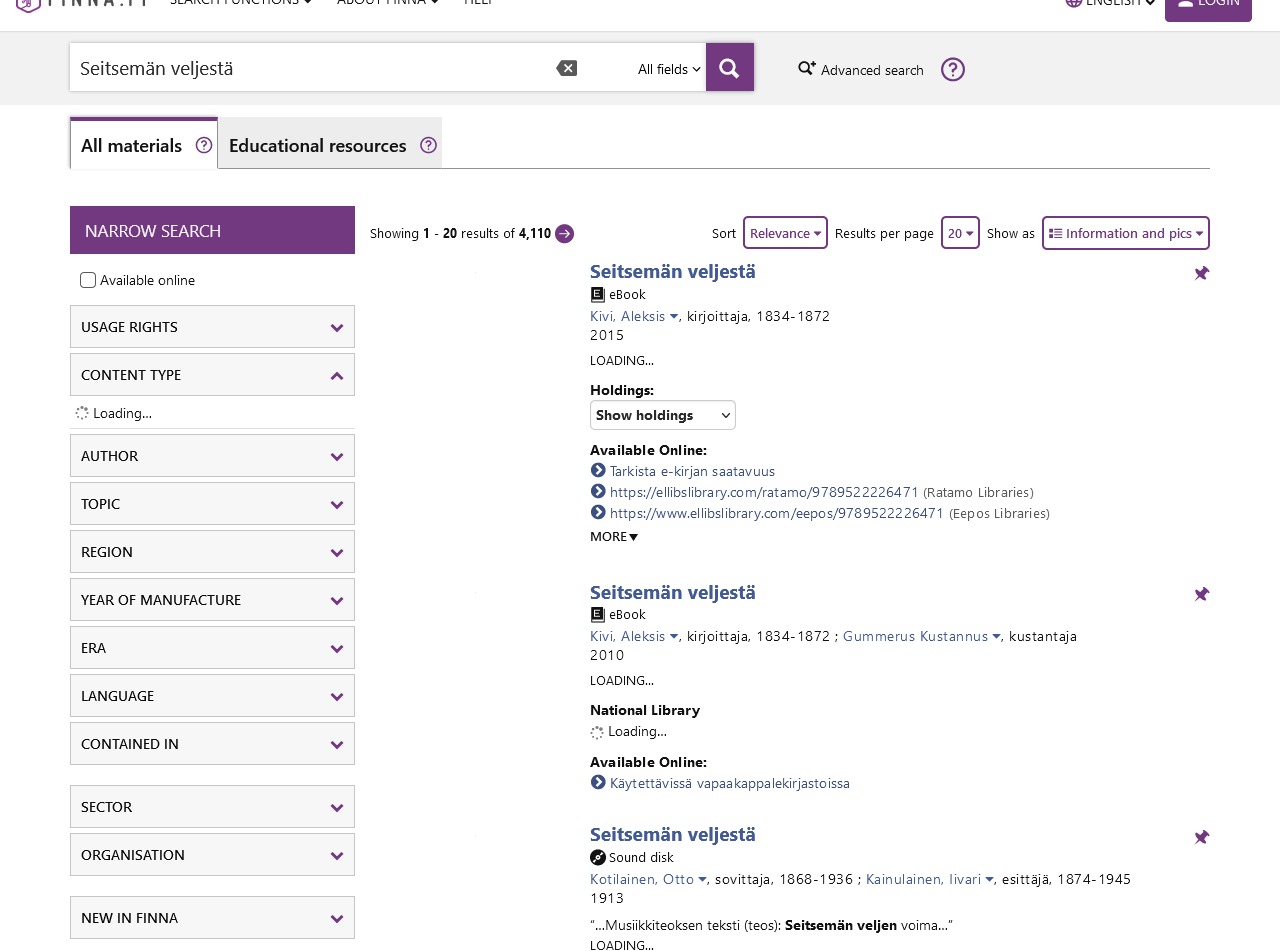 FINNA.FI SEARCH FUNCTIONS ABOUT FINNA HELP ENGLISH LOGIN
Seitsemän veljestä All fields Advanced search
All materials Educational resources
NARROW SEARCH
Available online
USAGE RIGHTS
CONTENT TYPE
Loading...
AUTHOR
TOPIC
REGION
YEAR OF MANUFACTURE
ERA
LANGUAGE
CONTAINED IN
SECTOR
ORGANISATION
NEW IN FINNA
Showing 1 - 20 results of 4,110 Sort Relevance Results per page 20 Show as Information and pics
Seitsemän veljestä
eBook
Kivi, Aleksis , kirjoittaja, 1834-1872
2015
LOADING...
Holdings:
Show holdings
Available Online:
Tarkista e-kirjan saatavuus
https://ellibslibrary.com/ratamo/9789522226471 (Ratamo Libraries)
https://www.ellibslibrary.com/eepos/9789522226471 (Eepos Libraries)
MORE
Seitsemän veljestä
eBook
Kivi, Aleksis , kirjoittaja, 1834-1872 ; Gummerus Kustannus , kustantaja
2010
LOADING...
National Library
Loading...
Available Online:
Käytettävissä vapaakappalekirjastoissa
Seitsemän veljestä
Sound disk
Kotilainen, Otto , sovittaja, 1868-1936 ; Kainulainen, Iivari , esittäjä, 1874-1945
1913
“...Musiikkiteoksen teksti (teos): Seitsemän veljen voima...”
LOADING...